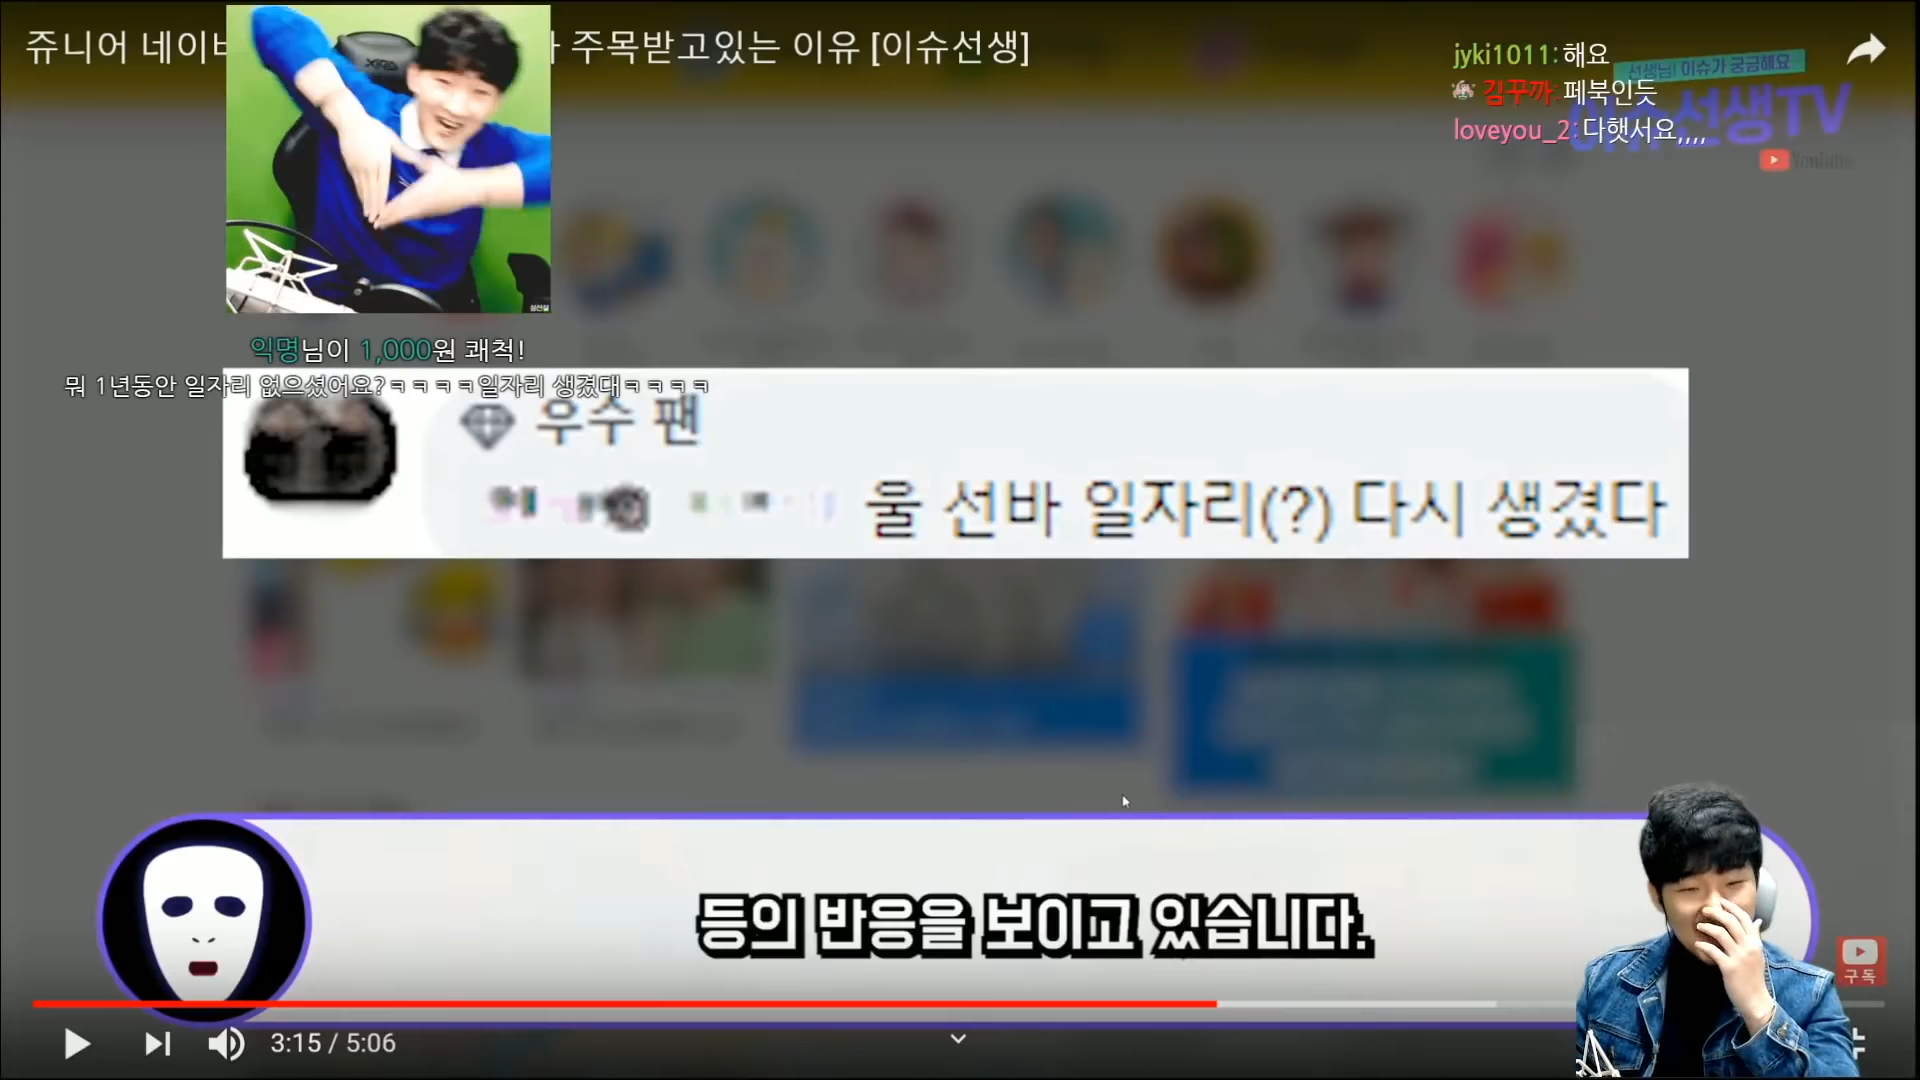 쥬니어 네이버
주목받고있는 이유 [이슈선생]
jyki1011: 해요
김꾸까: 페북인듯
loveyou_2: 다햇서요,,,,
선생님! 이슈가 궁금해요
이슈선생TV
YouTube
익명님이 1,000원 쾌척!
뭐 1년동안 일자리 없으셨어요?ㅋㅋㅋㅋ일자리 생겼대ㅋㅋㅋㅋ
우수 팬
울 선바 일자리(?) 다시 생겼다
등의 반응을 보이고 있습니다.
구독
3:15 / 5:06